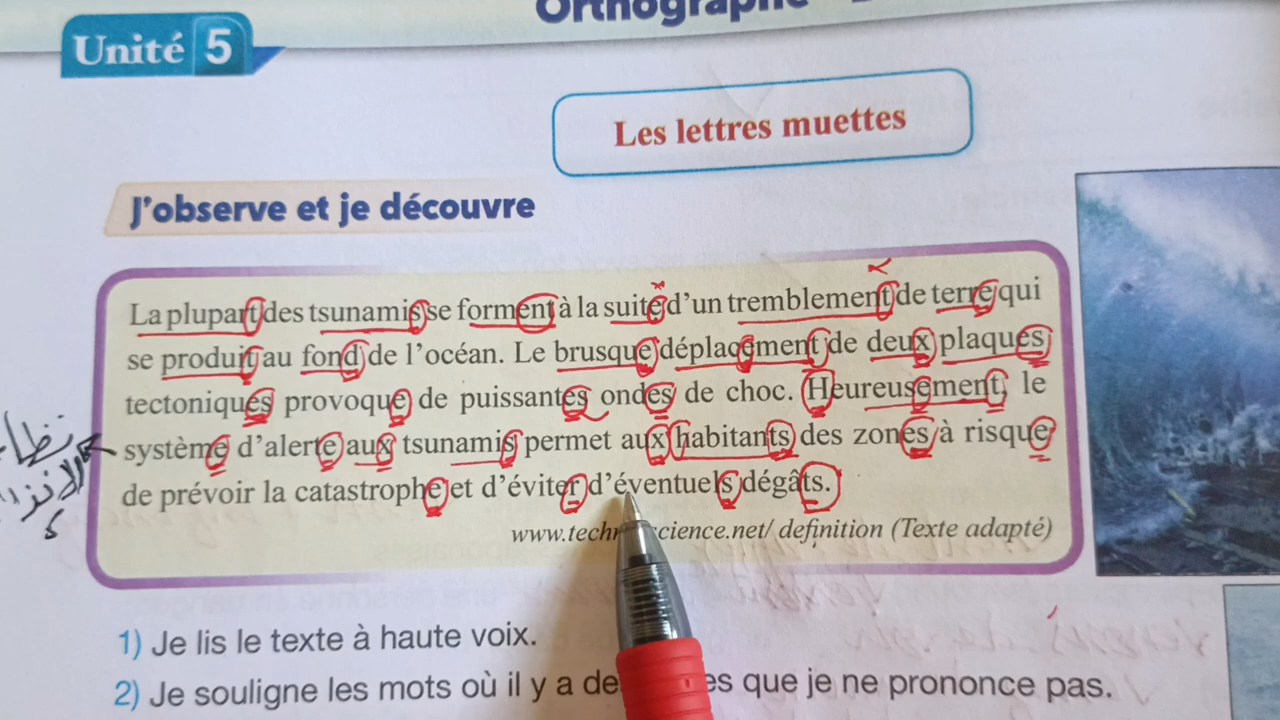 Orthographe
Unité 5
Les lettres muettes
J'observe et je découvre
La plupart des tsunamis se forment à la suite d'un tremblement de terre qui
se produit au fond de l'océan. Le brusque déplacement de deux plaques
tectoniques provoque de puissantes ondes de choc. Heureusement, le
système d'alerte aux tsunamis permet aux habitants des zones à risque
de prévoir la catastrophe et d'éviter d'éventuels dégâts.
www.techn science.net/ definition (Texte adapté)
1) Je lis le texte à haute voix.
2) Je souligne les mots où il y a de es que je ne prononce pas.